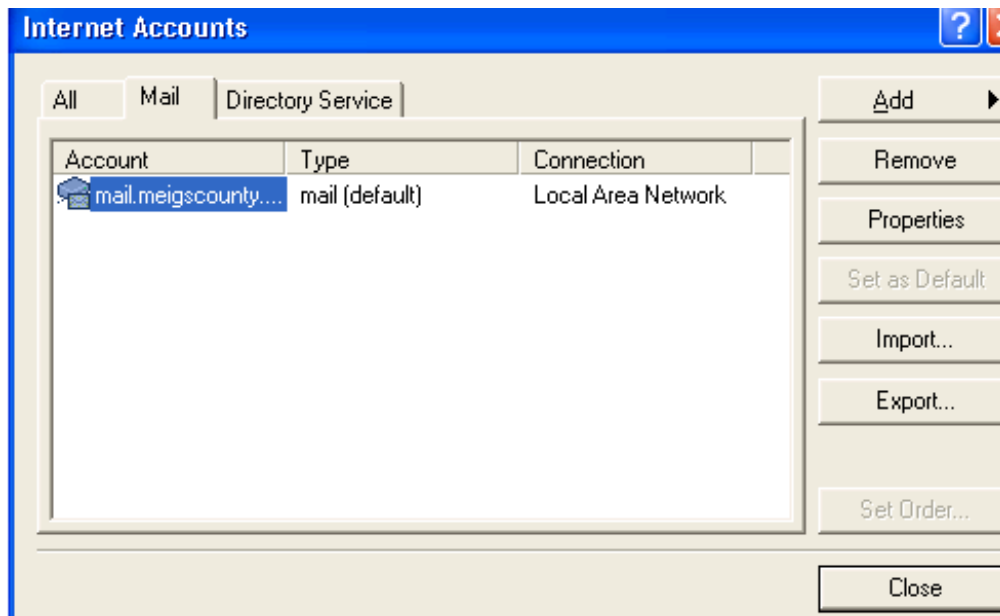 Internet Accounts
?
All Mail Directory Service
Add
Account Type Connection
Remove
mail.meigscounty.... mail (default) Local Area Network
Properties
Set as Default
Import...
Export...
Set Order...
Close